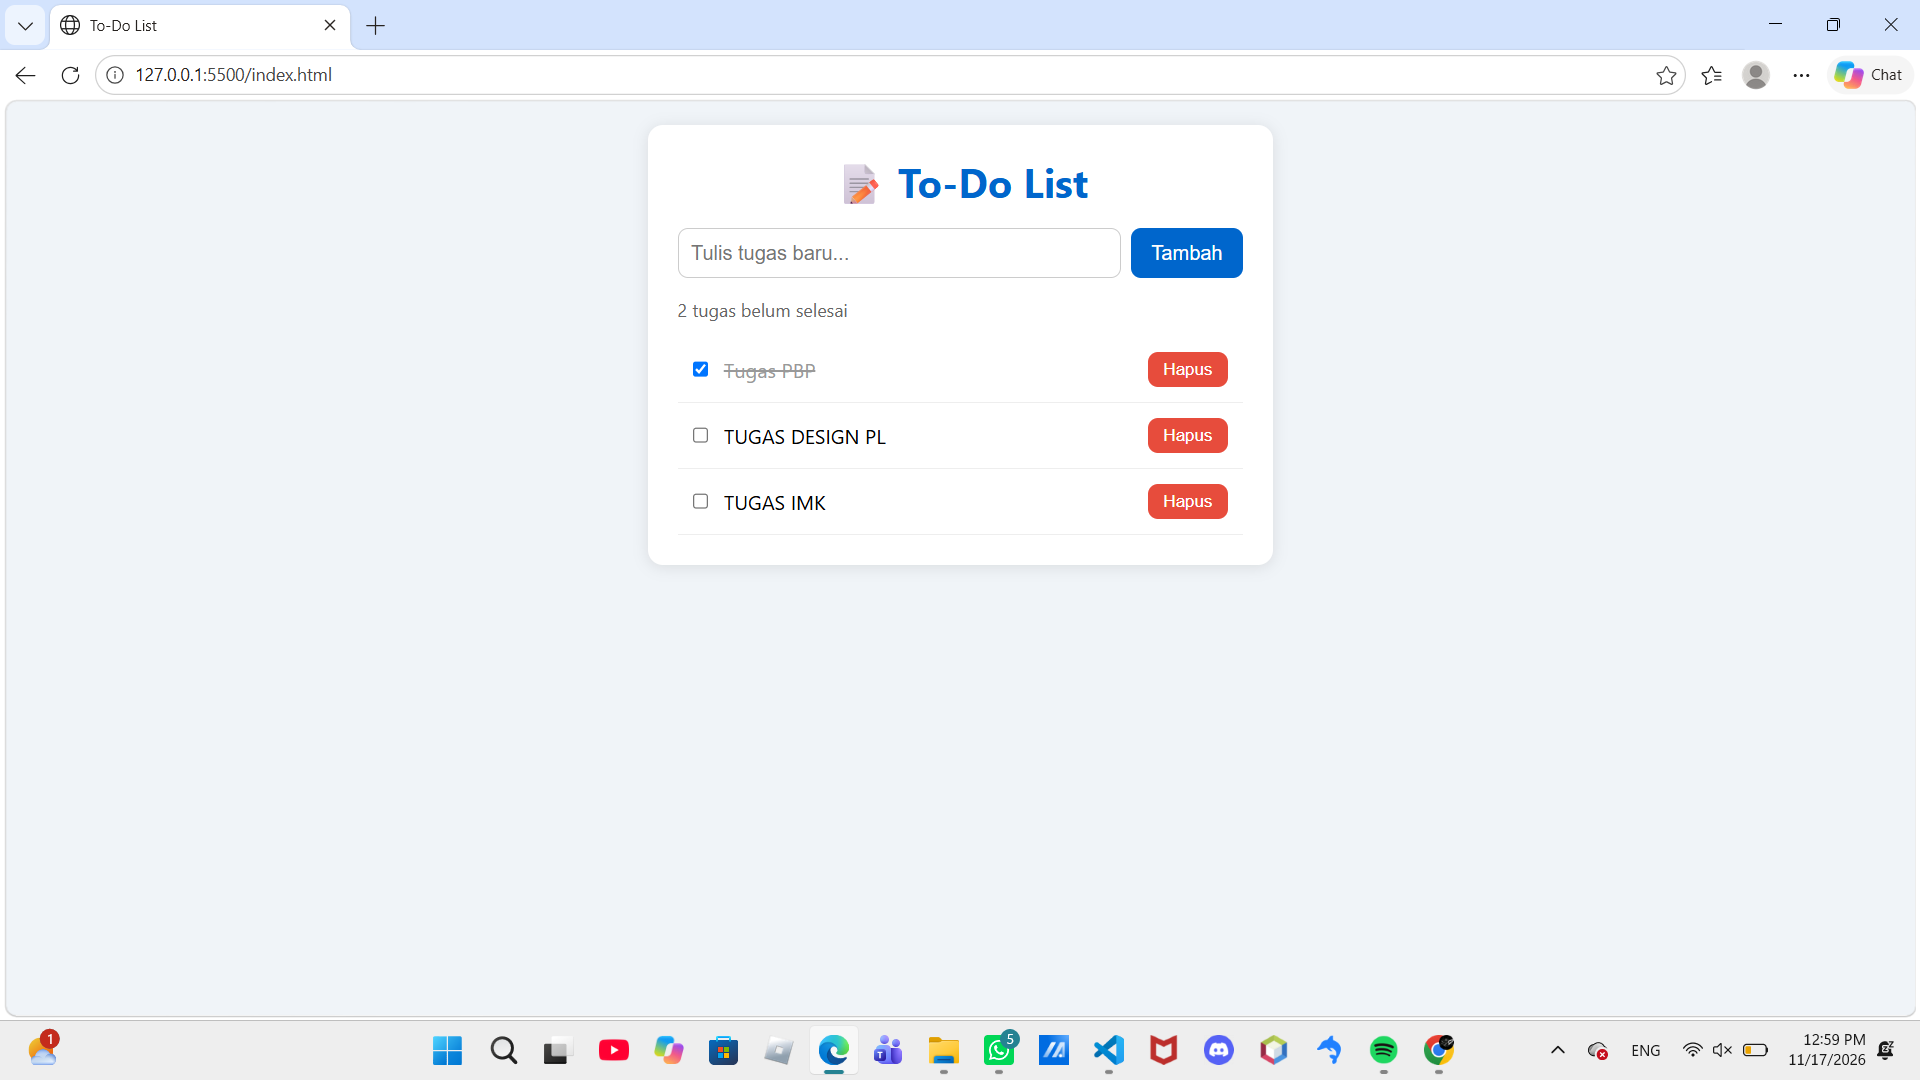 To-Do List
127.0.0.1:5500/index.html
Chat
To-Do List
Tulis tugas baru...
Tambah
2 tugas belum selesai
Tugas PBP
Hapus
TUGAS DESIGN PL
Hapus
TUGAS IMK
Hapus
1
5
ENG
12:59 PM
11/17/2026